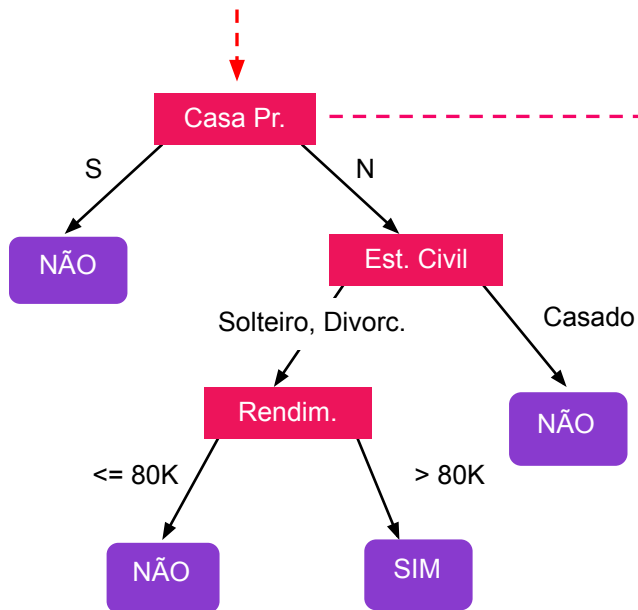 Casa Pr.
S
N
NÃO
Est. Civil
Solteiro, Divorc.
Casado
Rendim.
NÃO
<= 80K
> 80K
NÃO
SIM